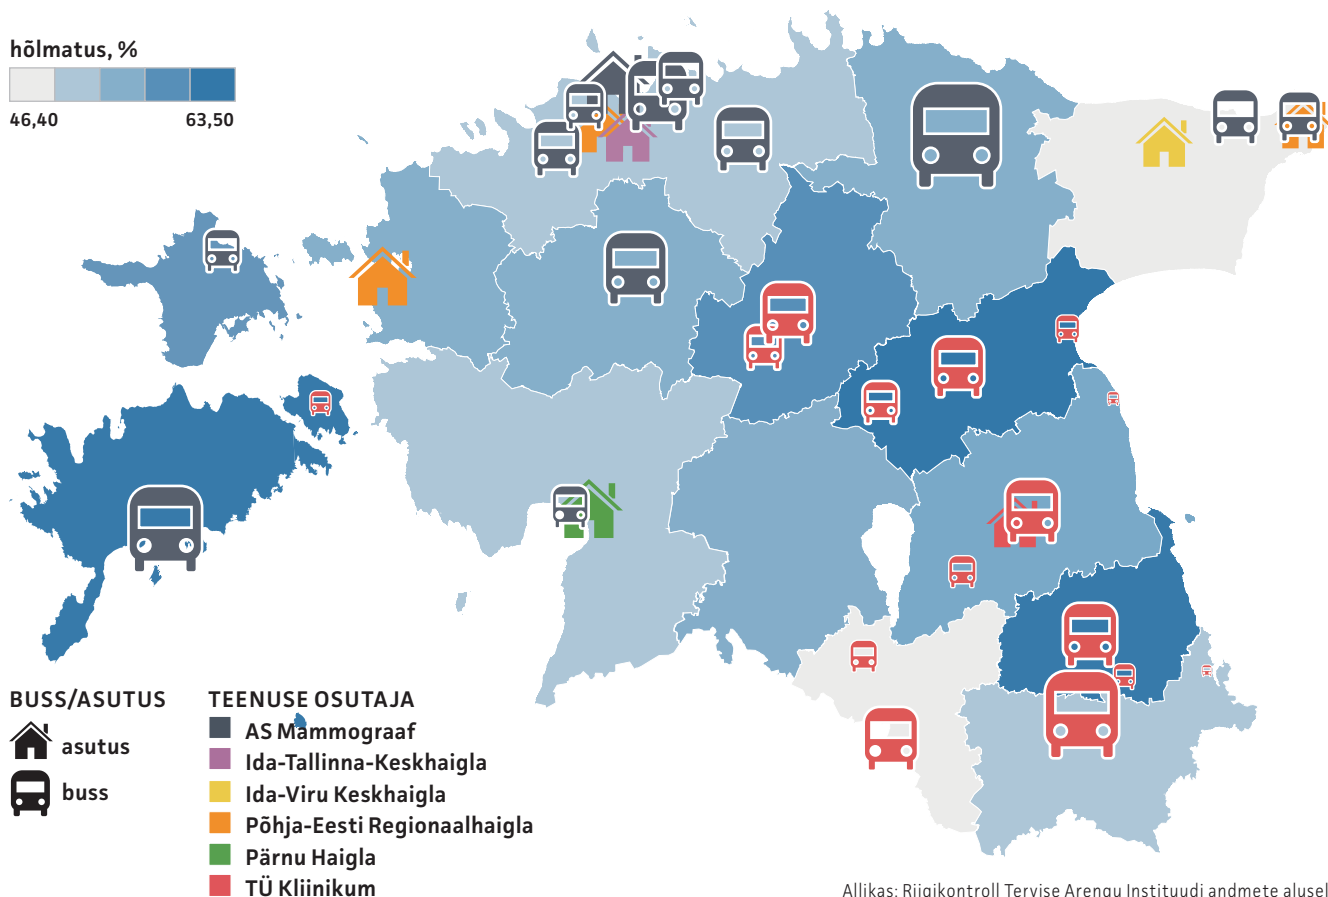 hõlmatus, %
46,40 63,50
BUSS/ASUTUS
asutus
buss
TEENUSE OSUTAJA
AS Mammograaf
Ida-Tallinna-Keskhaigla
Ida-Viru Keskhaigla
Põhja-Eesti Regionaalhaigla
Pärnu Haigla
TÜ Kliinikum
Allikas: Riigikontroll Tervise Arengu Instituudi andmete alusel